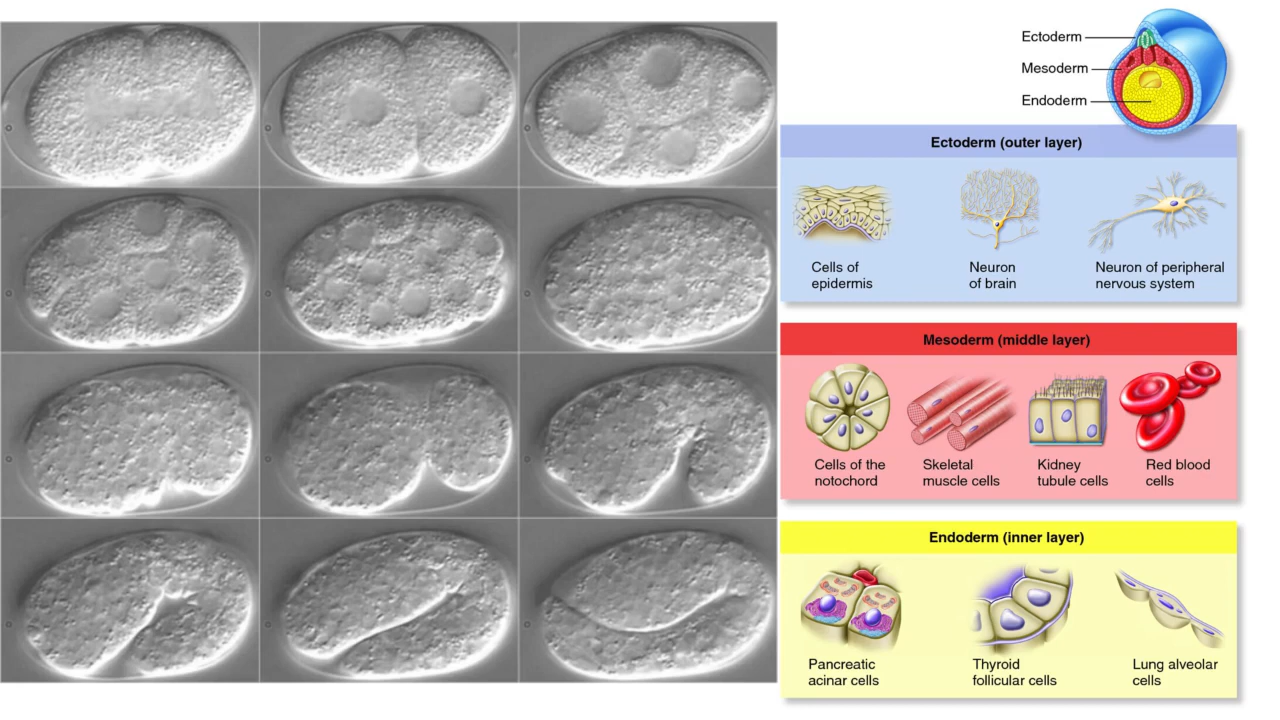 Ectoderm
Mesoderm
Endoderm
Ectoderm (outer layer)
Cells of
epidermis
Neuron
of brain
Neuron of peripheral
nervous system
Mesoderm (middle layer)
Cells of the
notochord
Skeletal
muscle cells
Kidney
tubule cells
Red blood
cells
Endoderm (inner layer)
Pancreatic
acinar cells
Thyroid
follicular cells
Lung alveolar
cells